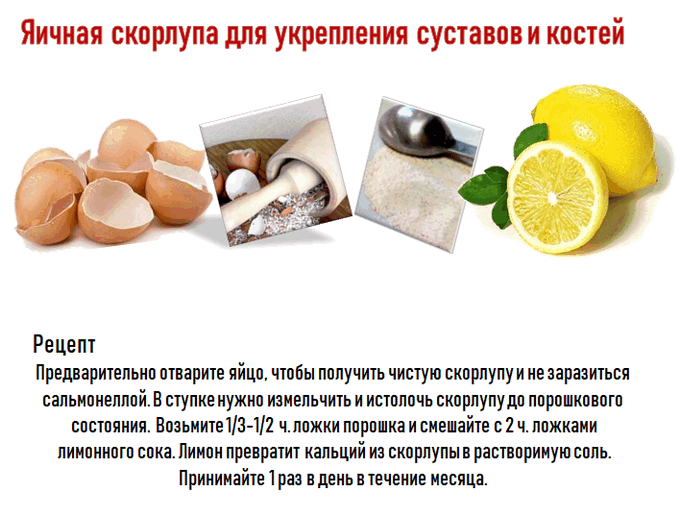 Яичная скорлупа для укрепления суставов и костей
Рецепт
Предварительно отварите яйцо, чтобы получить чистую скорлупу и не заразиться
сальмонеллой. В ступке нужно измельчить и истолочь скорлупу до порошкового
состояния. Возьмите 1/3-1/2 ч. ложки порошка и смешайте с 2 ч. ложками
лимонного сока. Лимон превратит кальций из скорлупы в растворимую соль.
Принимайте 1 раз в день в течение месяца.